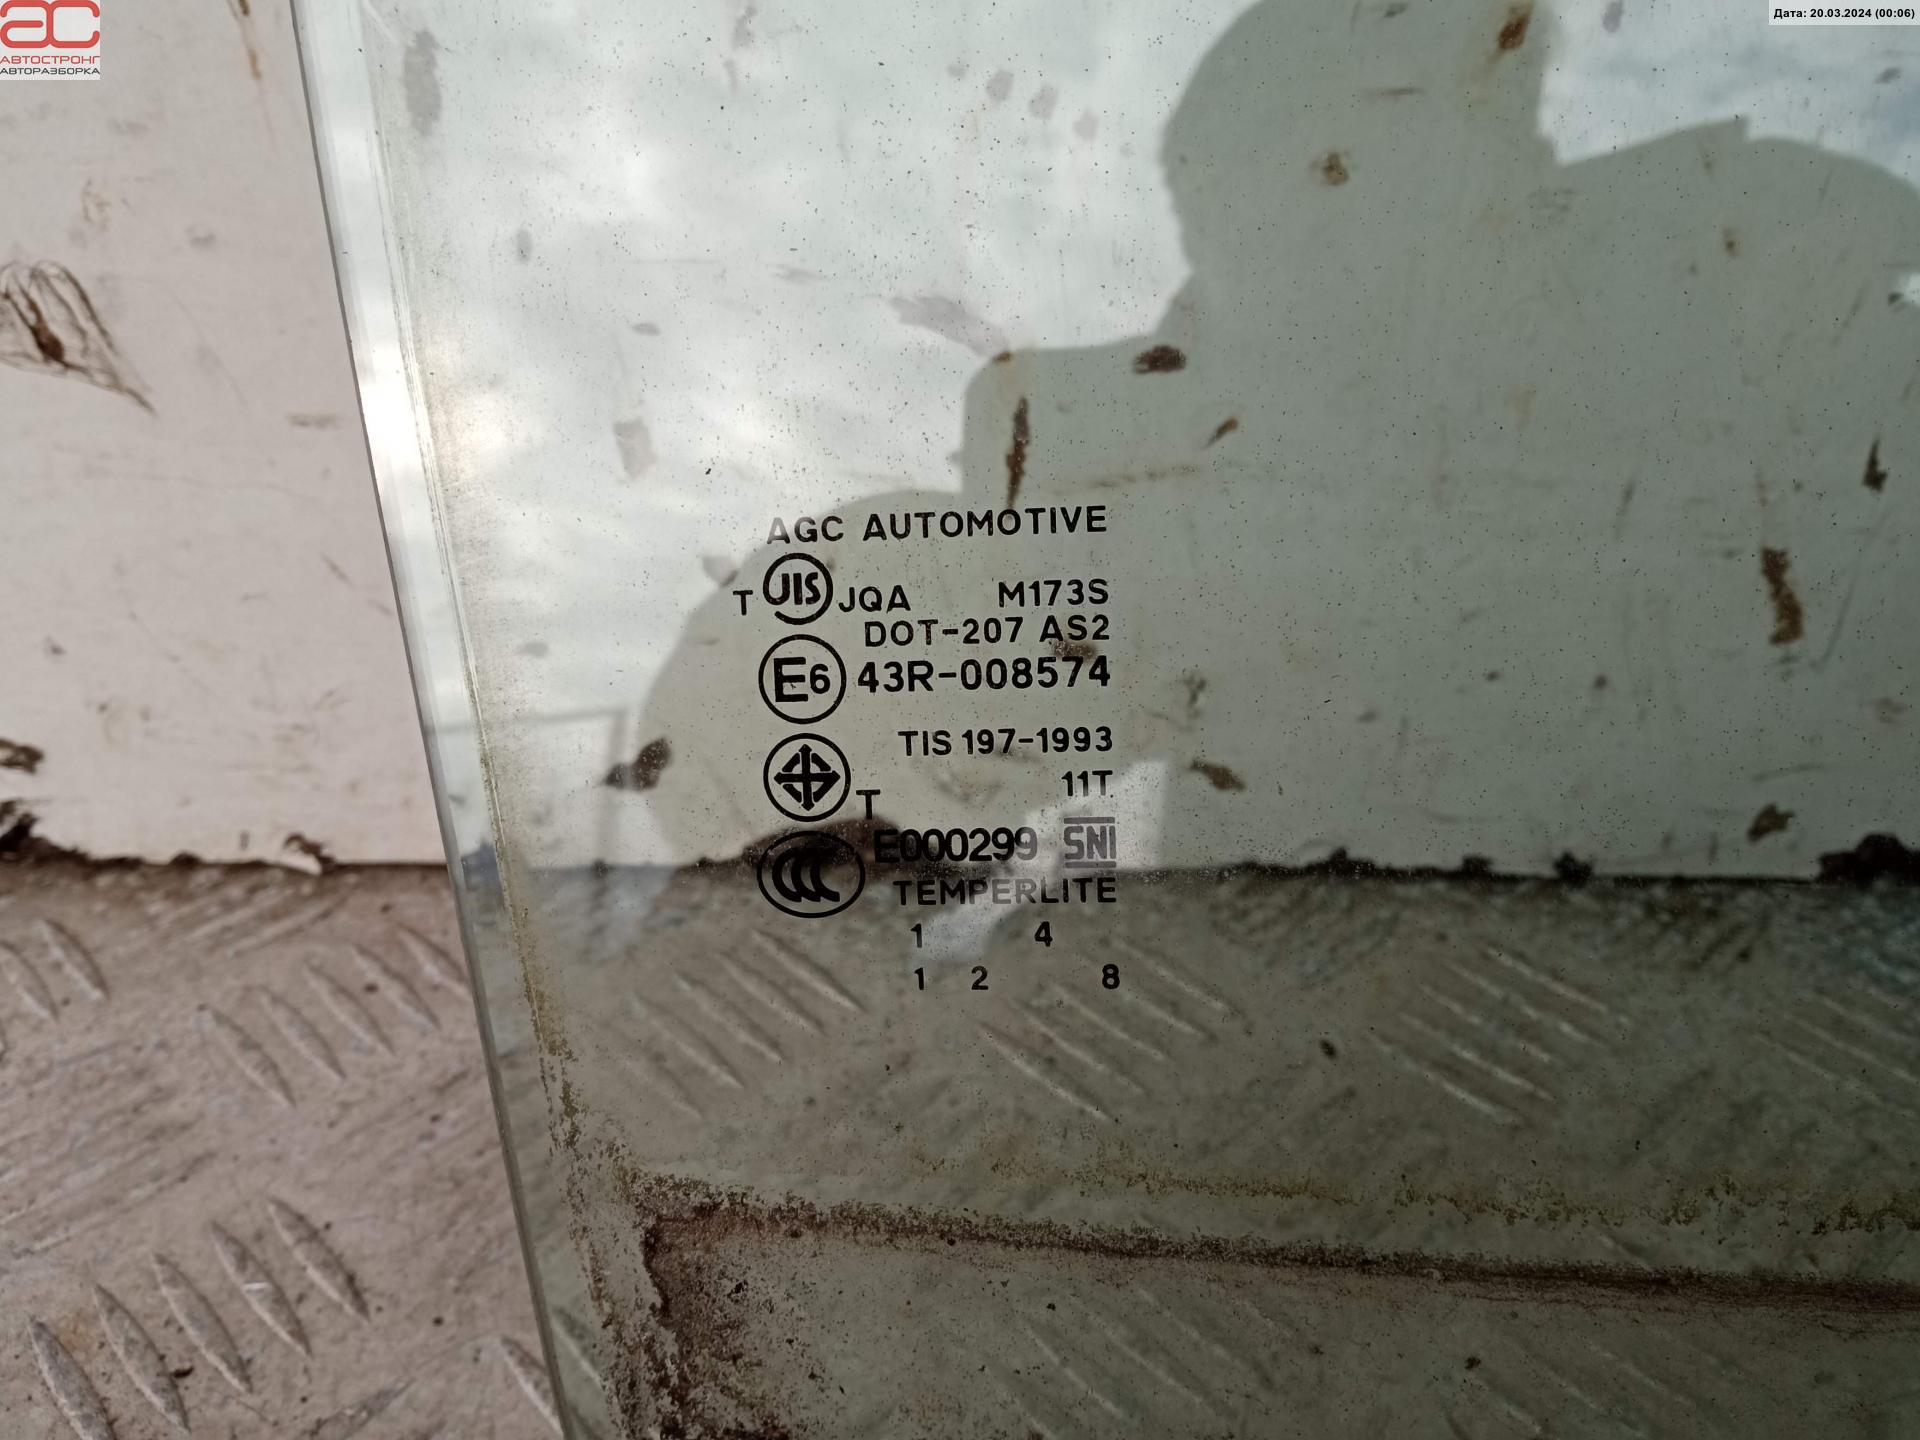 АС
АВТОСТРОНГ
АВТОРАЗБОРКА
Дата: 20.03.2024 (00:06)
AGC AUTOMOTIVE
T JIS JQA M173S
DOT-207 AS2
E6 43R-008574
TIS 197-1993
T 11T
CCC E000299 SNI
TEMPERLITE
1 4
1 2 8